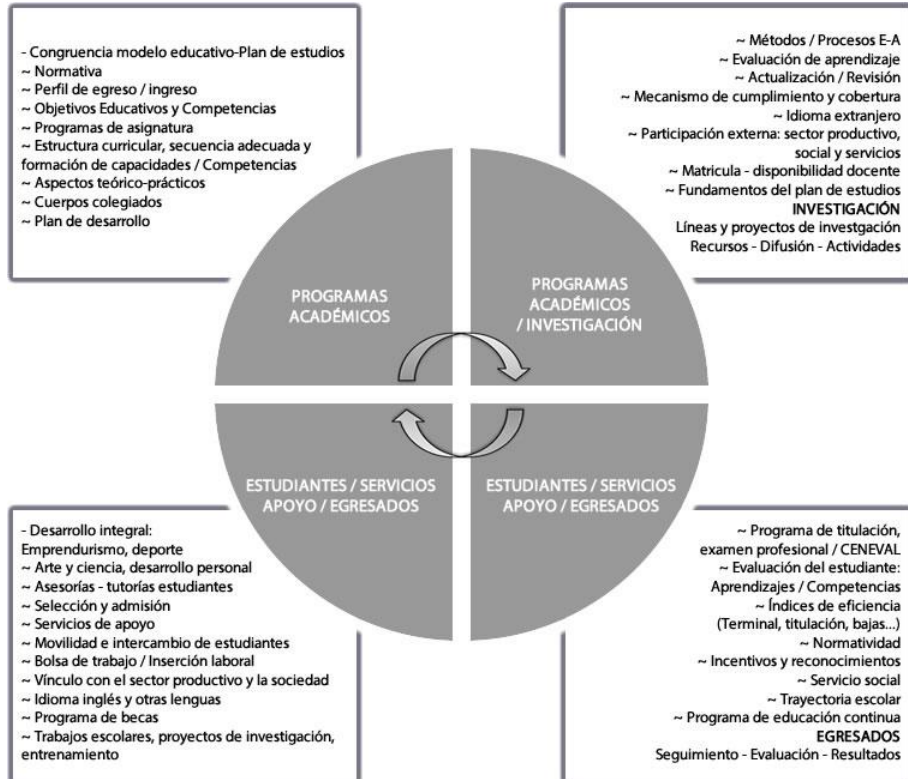 - Congruencia modelo educativo-Plan de estudios
~ Normativa
~ Perfil de egreso / ingreso
~ Objetivos Educativos y Competencias
~ Programas de asignatura
~ Estructura curricular, secuencia adecuada y
formación de capacidades / Competencias
~ Aspectos teórico-prácticos
~ Cuerpos colegiados
~ Plan de desarrollo
~ Métodos / Procesos E-A
~ Evaluación de aprendizaje
~ Actualización / Revisión
~ Mecanismo de cumplimiento y cobertura
~ Idioma extranjero
~ Participación externa: sector productivo,
social y servicios
~ Matricula - disponibilidad docente
~ Fundamentos del plan de estudios
INVESTIGACIÓN
Líneas y proyectos de investgación
Recursos - Difusión - Actividades
PROGRAMAS
ACADÉMICOS
PROGRAMAS
ACADÉMICOS
/ INVESTIGACIÓN
ESTUDIANTES / SERVICIOS
APOYO / EGRESADOS
ESTUDIANTES / SERVICIOS
APOYO / EGRESADOS
- Desarrollo integral:
Emprendurismo, deporte
~ Arte y ciencia, desarrollo personal
~ Asesorías - tutorías estudiantes
~ Selección y admisión
~ Servicios de apoyo
~ Movilidad e intercambio de estudiantes
~ Bolsa de trabajo / Inserción laboral
~ Vínculo con el sector productivo y la sociedad
~ Idioma inglés y otras lenguas
~ Programa de becas
~ Trabajos escolares, proyectos de investigación,
entrenamiento
~ Programa de titulación,
examen profesional / CENEVAL
~ Evaluación del estudiante:
Aprendizajes / Competencias
~ Índices de eficiencia
(Terminal, titulación, bajas...)
~ Normatividad
~ Incentivos y reconocimientos
~ Servicio social
~ Trayectoria escolar
~ Programa de educación continua
EGRESADOS
Seguimiento - Evaluación - Resultados